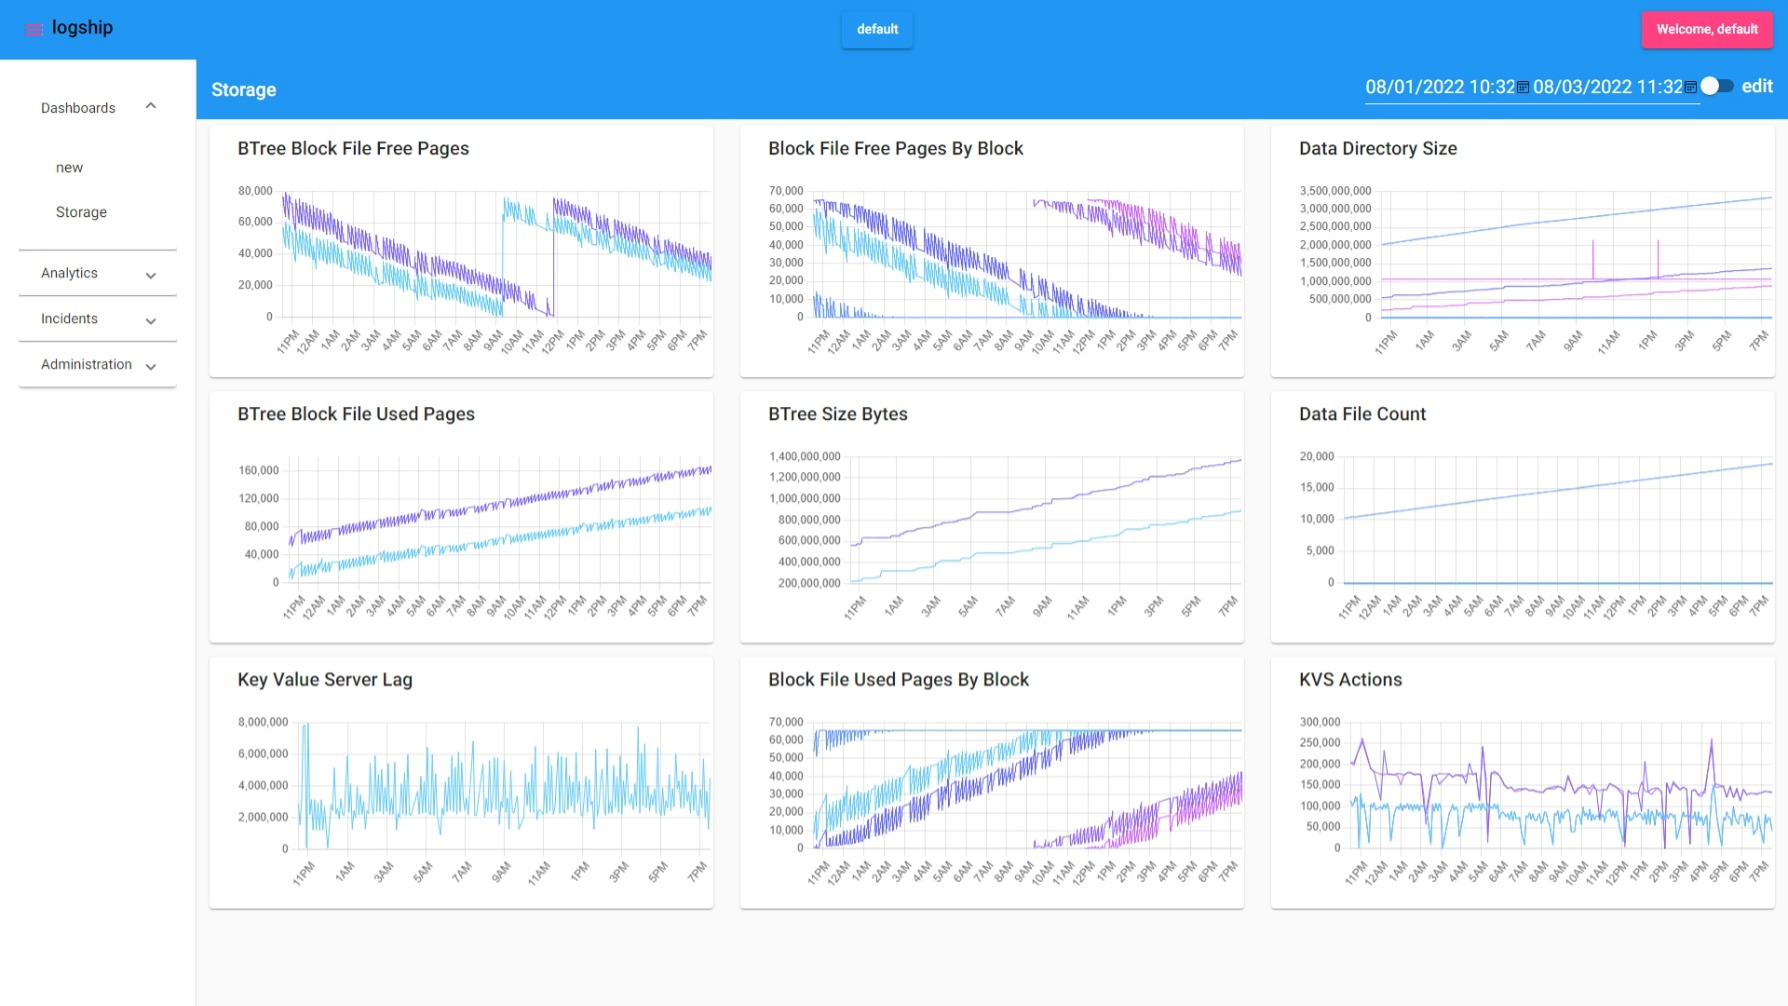 logship
default
Welcome, default
Dashboards
new
Storage
Analytics
Incidents
Administration
Storage
08/01/2022 10:32 08/03/2022 11:32 edit
BTree Block File Free Pages
80,000
60,000
40,000
20,000
0
11PM 12AM 1AM 2AM 3AM 4AM 5AM 6AM 7AM 8AM 9AM 10AM 11AM 12PM 1PM 2PM 3PM 4PM 5PM 6PM 7PM
Block File Free Pages By Block
70,000
60,000
50,000
40,000
30,000
20,000
10,000
0
11PM 12AM 1AM 2AM 3AM 4AM 5AM 6AM 7AM 8AM 9AM 10AM 11AM 12PM 1PM 2PM 3PM 4PM 5PM 6PM 7PM
Data Directory Size
3,500,000,000
3,000,000,000
2,500,000,000
2,000,000,000
1,500,000,000
1,000,000,000
500,000,000
0
11PM 1AM 3AM 5AM 7AM 9AM 11AM 1PM 3PM 5PM 7PM
BTree Block File Used Pages
160,000
120,000
80,000
40,000
0
11PM 12AM 1AM 2AM 3AM 4AM 5AM 6AM 7AM 8AM 9AM 10AM 11AM 12PM 1PM 2PM 3PM 4PM 5PM 6PM 7PM
BTree Size Bytes
1,400,000,000
1,200,000,000
1,000,000,000
800,000,000
600,000,000
400,000,000
200,000,000
11PM 1AM 3AM 5AM 7AM 9AM 11AM 1PM 3PM 5PM 7PM
Data File Count
20,000
15,000
10,000
5,000
0
11PM 12AM 1AM 2AM 3AM 4AM 5AM 6AM 7AM 8AM 9AM 10AM 11AM 12PM 1PM 2PM 3PM 4PM 5PM 6PM 7PM
Key Value Server Lag
8,000,000
6,000,000
4,000,000
2,000,000
0
11PM 1AM 3AM 5AM 7AM 9AM 11AM 1PM 3PM 5PM 7PM
Block File Used Pages By Block
70,000
60,000
50,000
40,000
30,000
20,000
10,000
0
11PM 12AM 1AM 2AM 3AM 4AM 5AM 6AM 7AM 8AM 9AM 10AM 11AM 12PM 1PM 2PM 3PM 4PM 5PM 6PM 7PM
KVS Actions
300,000
250,000
200,000
150,000
100,000
50,000
0
11PM 12AM 1AM 2AM 3AM 4AM 5AM 6AM 7AM 8AM 9AM 10AM 11AM 12PM 1PM 2PM 3PM 4PM 5PM 6PM 7PM